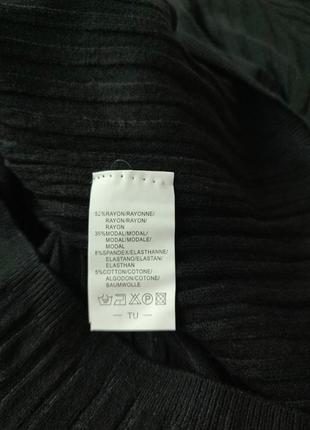 52%RAYON/RAYONNE/
RAYON/RAYON/
RAYON
35%MODAL/MODAL/
MODAL/MODALE/
MODAL
8%SPANDEX/ELASTHANNE/
ELASTANO/ELASTAN/
ELASTHAN
5%COTTON/COTONE/
ALGODON/COTONE/
BAUMWOLLE
— TU —